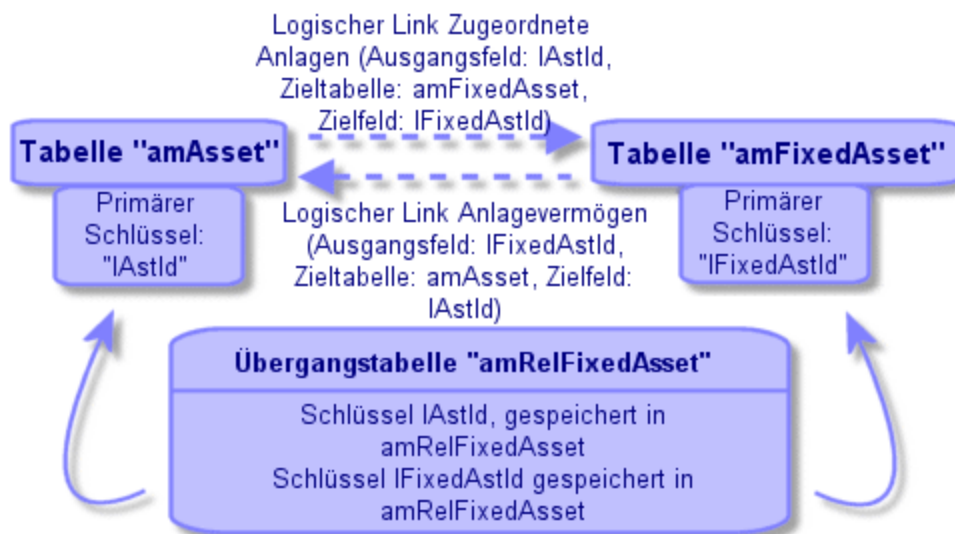 Logischer Link Zugeordnete
Anlagen (Ausgangsfeld: lAstId,
Zieltabelle: amFixedAsset,
Zielfeld: lFixedAstId)
Tabelle "amAsset"
Tabelle "amFixedAsset"
Primärer
Schlüssel:
"lAstId"
Logischer Link Anlagevermögen
(Ausgangsfeld: lFixedAstId,
Zieltabelle: amAsset, Zielfeld:
lAstId)
Primärer
Schlüssel:
"lFixedAstId"
Übergangstabelle "amRelFixedAsset"
Schlüssel lAstId, gespeichert in
amRelFixedAsset
Schlüssel lFixedAstId gespeichert in
amRelFixedAsset